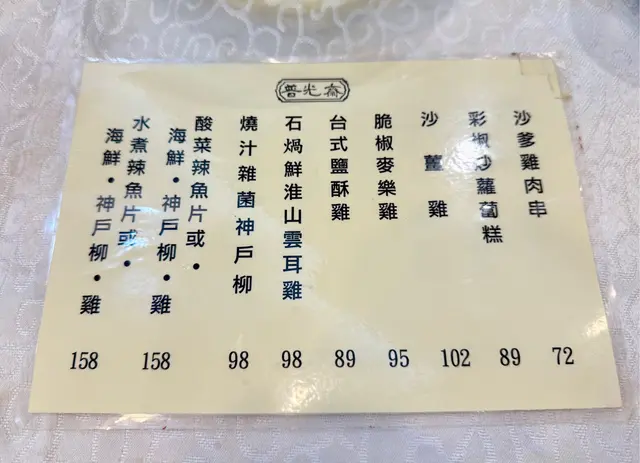 普光齋
沙爹雞肉串
72
彩椒炒蘿蔔糕
89
沙薑雞
102
脆椒麥樂雞
95
台式鹽酥雞
89
石煱鮮淮山雲耳雞
98
燒汁雜菌神戶柳
98
酸菜辣魚片或•
海鮮•神戶柳•雞
158
水煮辣魚片或•
海鮮•神戶柳•雞
158